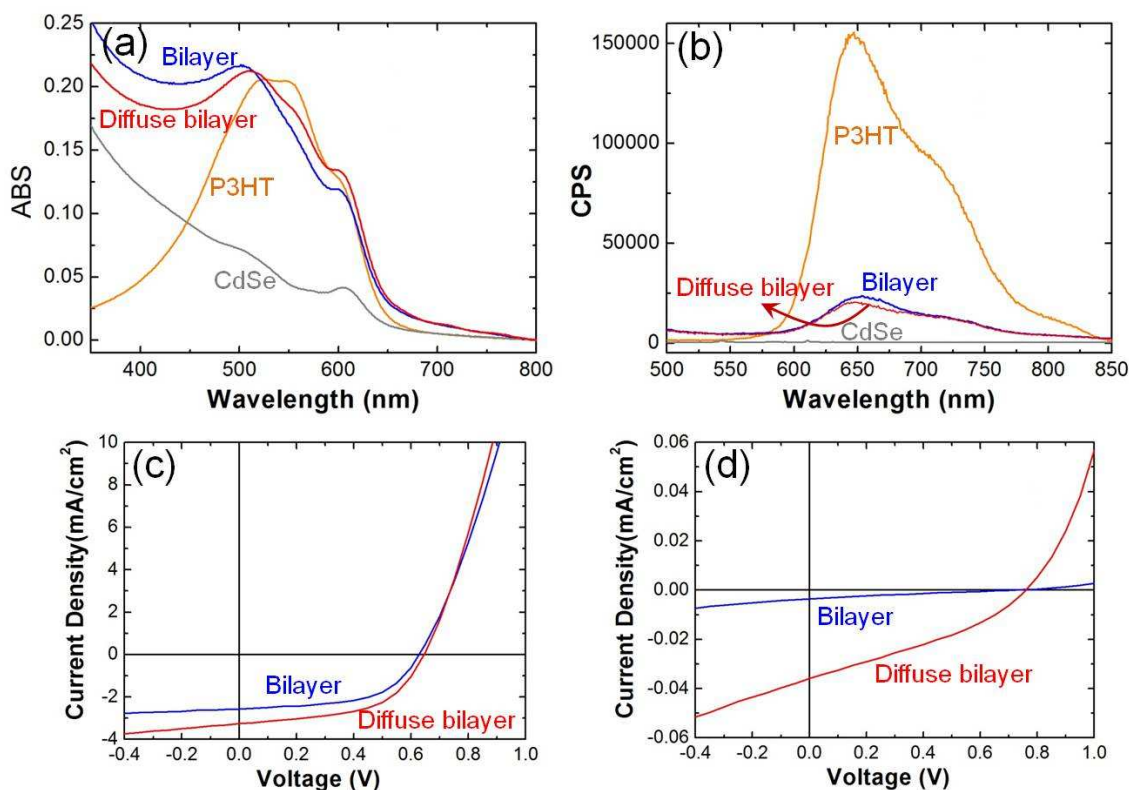 (a)
0.25
0.20
0.15
0.10
0.05
0.00
ABS
Bilayer
Diffuse bilayer
P3HT
CdSe
400 500 600 700 800
Wavelength (nm)
(b)
150000
100000
50000
0
CPS
P3HT
Diffuse bilayer
Bilayer
CdSe
500 550 600 650 700 750 800 850
Wavelength (nm)
(c)
10
8
6
4
2
0
-2
-4
Current Density(mA/cm²)
Bilayer
Diffuse bilayer
-0.4 -0.2 0.0 0.2 0.4 0.6 0.8 1.0
Voltage (V)
(d)
0.06
0.04
0.02
0.00
-0.02
-0.04
-0.06
Current Density(mA/cm²)
Bilayer
Diffuse bilayer
-0.4 -0.2 0.0 0.2 0.4 0.6 0.8 1.0
Voltage (V)